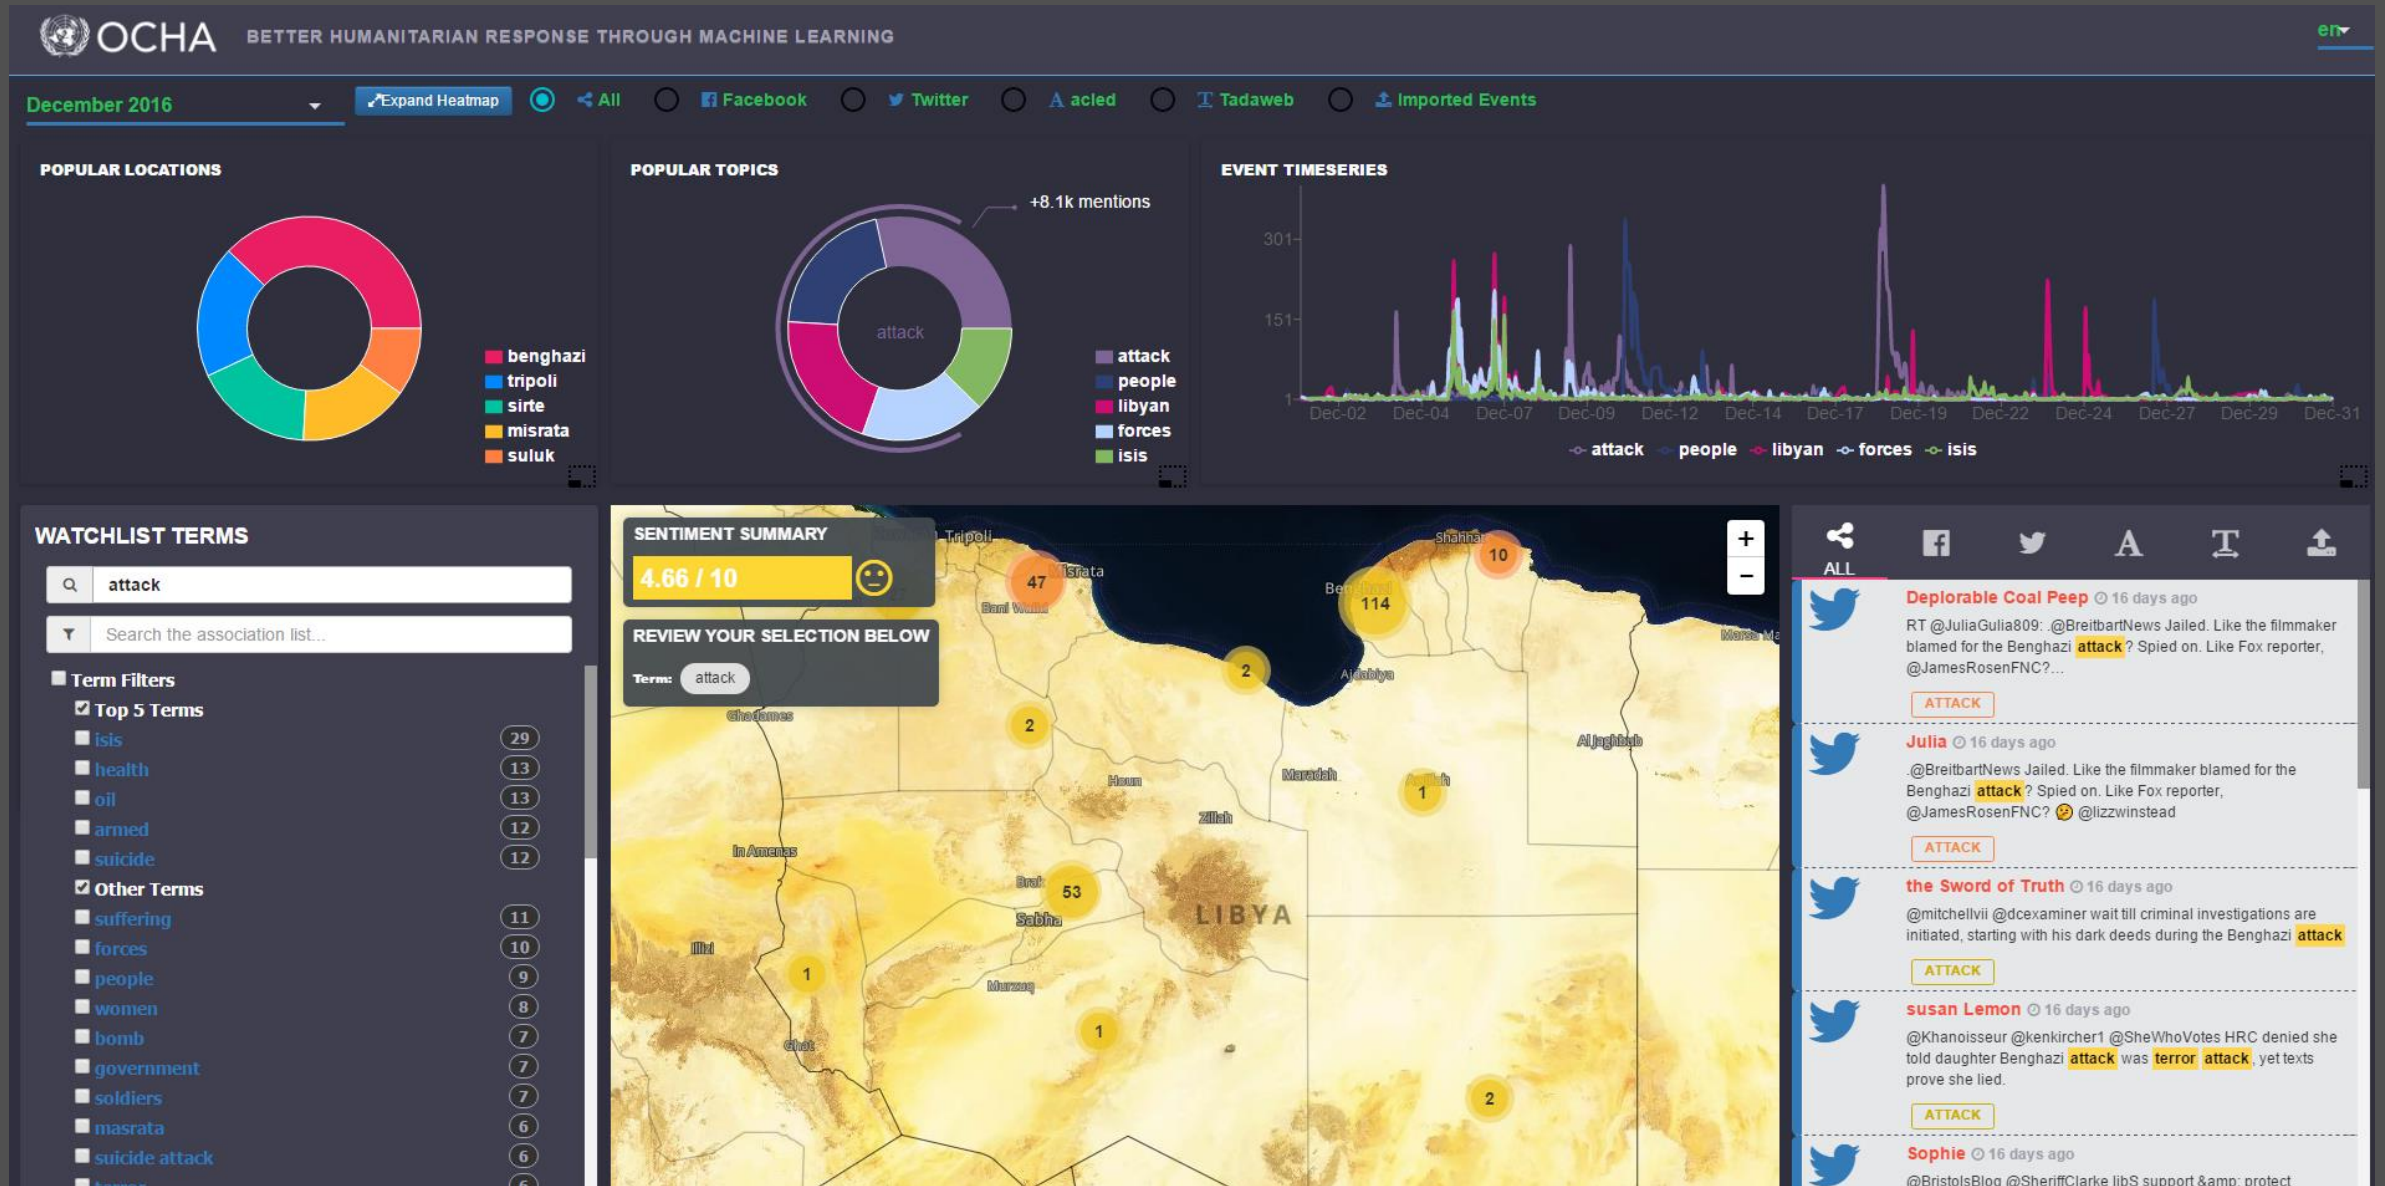 OCHA
BETTER HUMANITARIAN RESPONSE THROUGH MACHINE LEARNING
en
December 2016
Expand Heatmap
All
Facebook
Twitter
acled
Tadaweb
Imported Events
POPULAR LOCATIONS
benghazi
tripoli
sirte
misrata
suluk
POPULAR TOPICS
+8.1k mentions
attack
attack
people
libyan
forces
isis
EVENT TIMESERIES
301
151
1
Dec-02 Dec-04 Dec-07 Dec-09 Dec-12 Dec-14 Dec-17 Dec-19 Dec-22 Dec-24 Dec-27 Dec-29 Dec-31
attack people libyan forces isis
WATCHLIST TERMS
attack
Search the association list...
Term Filters
Top 5 Terms
isis 29
health 13
oil 13
armed 12
suicide 12
Other Terms
suffering 11
forces 10
people 9
women 8
bomb 7
government 7
soldiers 7
masrata 6
suicide attack 6
SENTIMENT SUMMARY
4.66 / 10
REVIEW YOUR SELECTION BELOW
Term: attack
Tripoli
47
Bani
Shahhat
10
114
2
Ajdabiya
Marsa Ma
Ghadames
2
Al Jaghbub
Houn
Maradah
1
Zillah
In Amenas
Brak
53
Sabha
LIBYA
Illizi
1
Murzuq
1
Ghat
2
+
−
ALL
Deplorable Coal Peep 16 days ago
RT @JuliaGulia809: .@BreitbartNews Jailed. Like the filmmaker
blamed for the Benghazi attack ? Spied on. Like Fox reporter,
@JamesRosenFNC?...
ATTACK
Julia 16 days ago
.@BreitbartNews Jailed. Like the filmmaker blamed for the
Benghazi attack ? Spied on. Like Fox reporter,
@JamesRosenFNC? @lizzwinstead
ATTACK
the Sword of Truth 16 days ago
@mitchellvii @dcexaminer wait till criminal investigations are
initiated, starting with his dark deeds during the Benghazi attack
ATTACK
susan Lemon 16 days ago
@Khanoisseur @kenkircher1 @SheWhoVotes HRC denied she
told daughter Benghazi attack was terror attack , yet texts
prove she lied.
ATTACK
Sophie 16 days ago
@BristolsBlog @SheriffClarke libS support &amp; protect